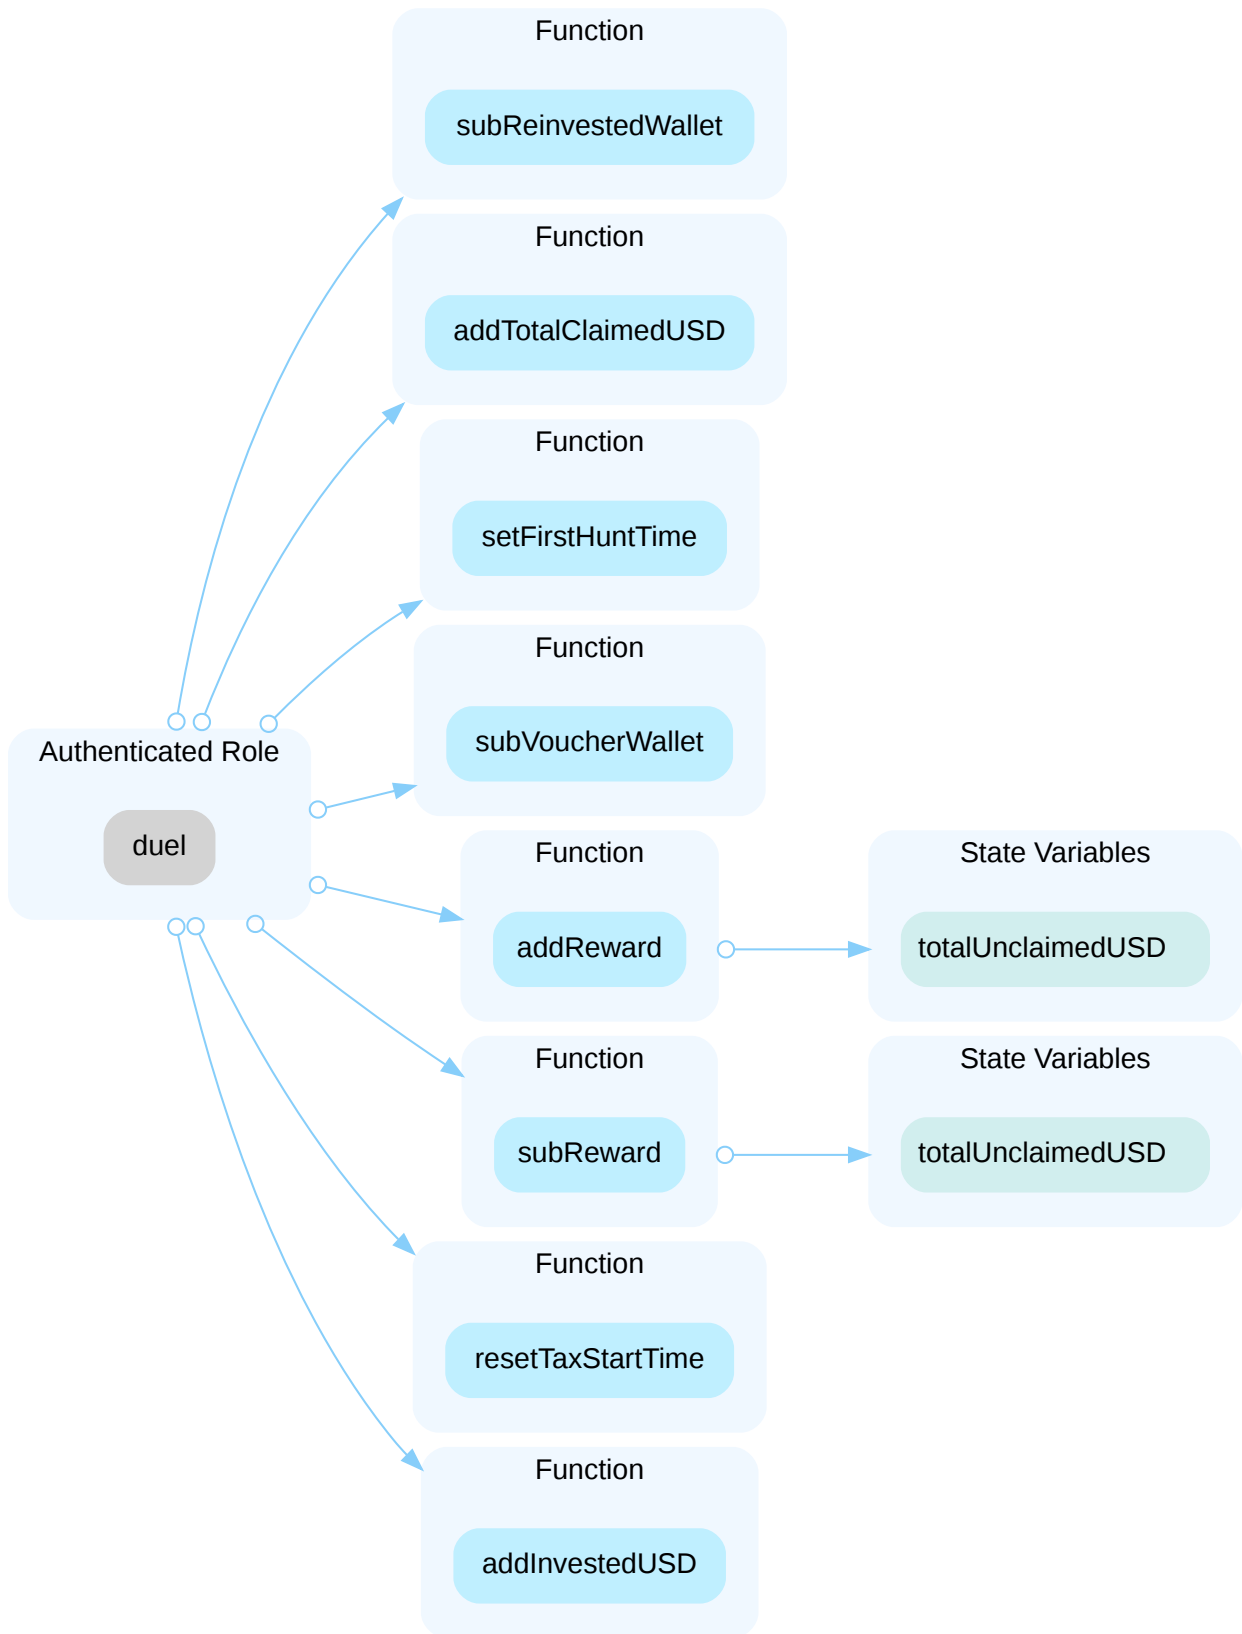 Function
subReinvestedWallet
Function
addTotalClaimedUSD
Function
setFirstHuntTime
Function
subVoucherWallet
Authenticated Role
duel
Function
addReward
State Variables
totalUnclaimedUSD
Function
subReward
State Variables
totalUnclaimedUSD
Function
resetTaxStartTime
Function
addInvestedUSD